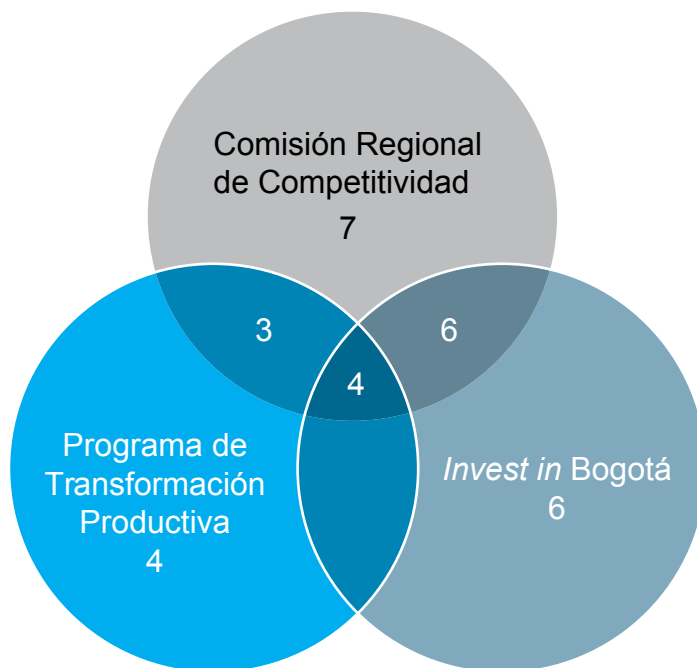 Comisión Regional
de Competitividad
7
3
6
4
Programa de
Transformación
Productiva
4
Invest in Bogotá
6